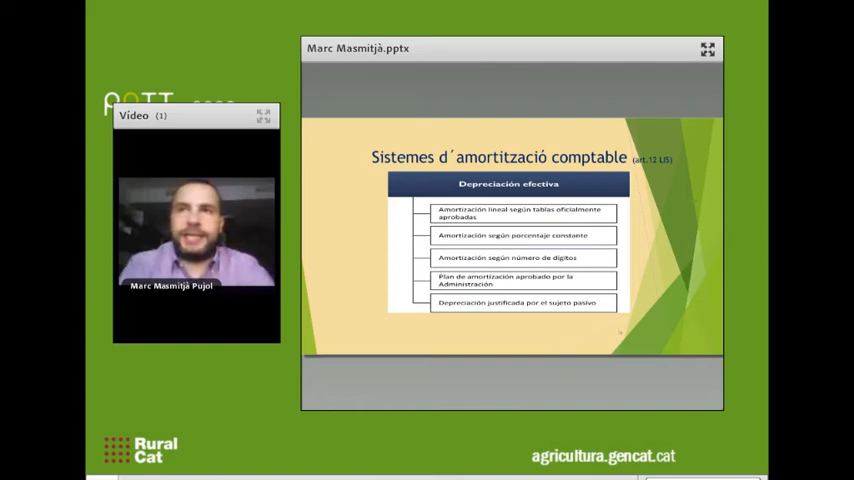 Marc Masmitjà.pptx
Vídeo (1)
Sistemes d´amortització comptable (art.12 LIS)
Depreciación efectiva
Amortización lineal según tablas oficialmente
aprobadas
Amortización según porcentaje constante
Amortización según número de dígitos
Plan de amortización aprobado por la
Administración
Depreciación justificada por el sujeto pasivo
Marc Masmitjà Pujol
Rural
Cat
agricultura.gencat.cat